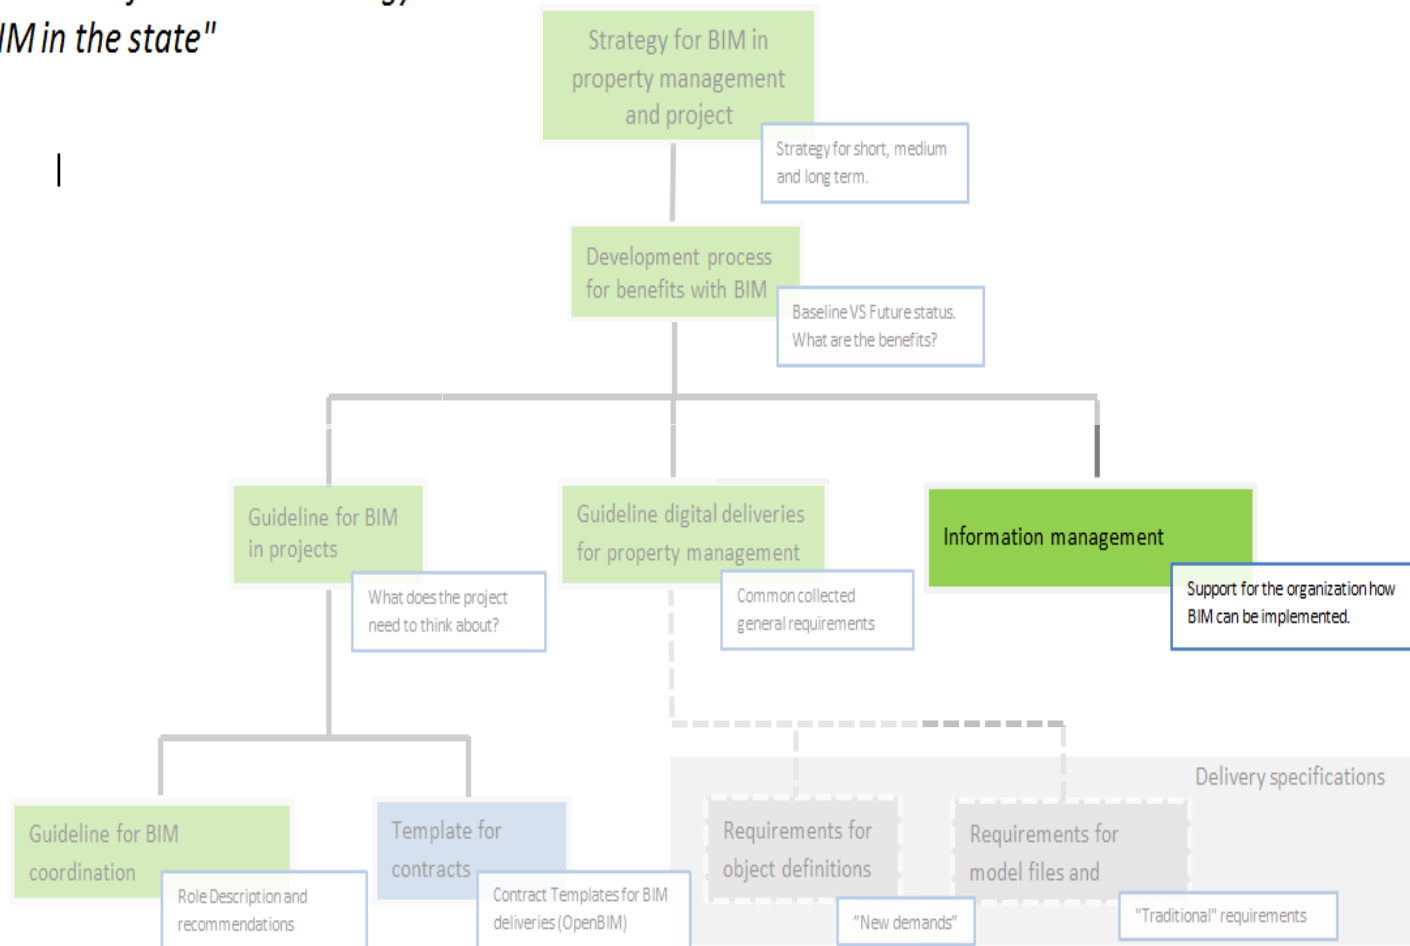 IM in the state"
Strategy for BIM in
property management
and project
Strategy for short, medium
and long term.
Development process
for benefits with BIM
Baseline VS Future status.
What are the benefits?
Guideline for BIM
in projects
What does the project
need to think about?
Guideline digital deliveries
for property management
Common collected
general requirements
Information management
Support for the organization how
BIM can be implemented.
Delivery specifications
Guideline for BIM
coordination
Role Description and
recommendations
Template for
contracts
Contract Templates for BIM
deliveries (OpenBIM)
Requirements for
object definitions
"New demands"
Requirements for
model files and
"Traditional" requirements